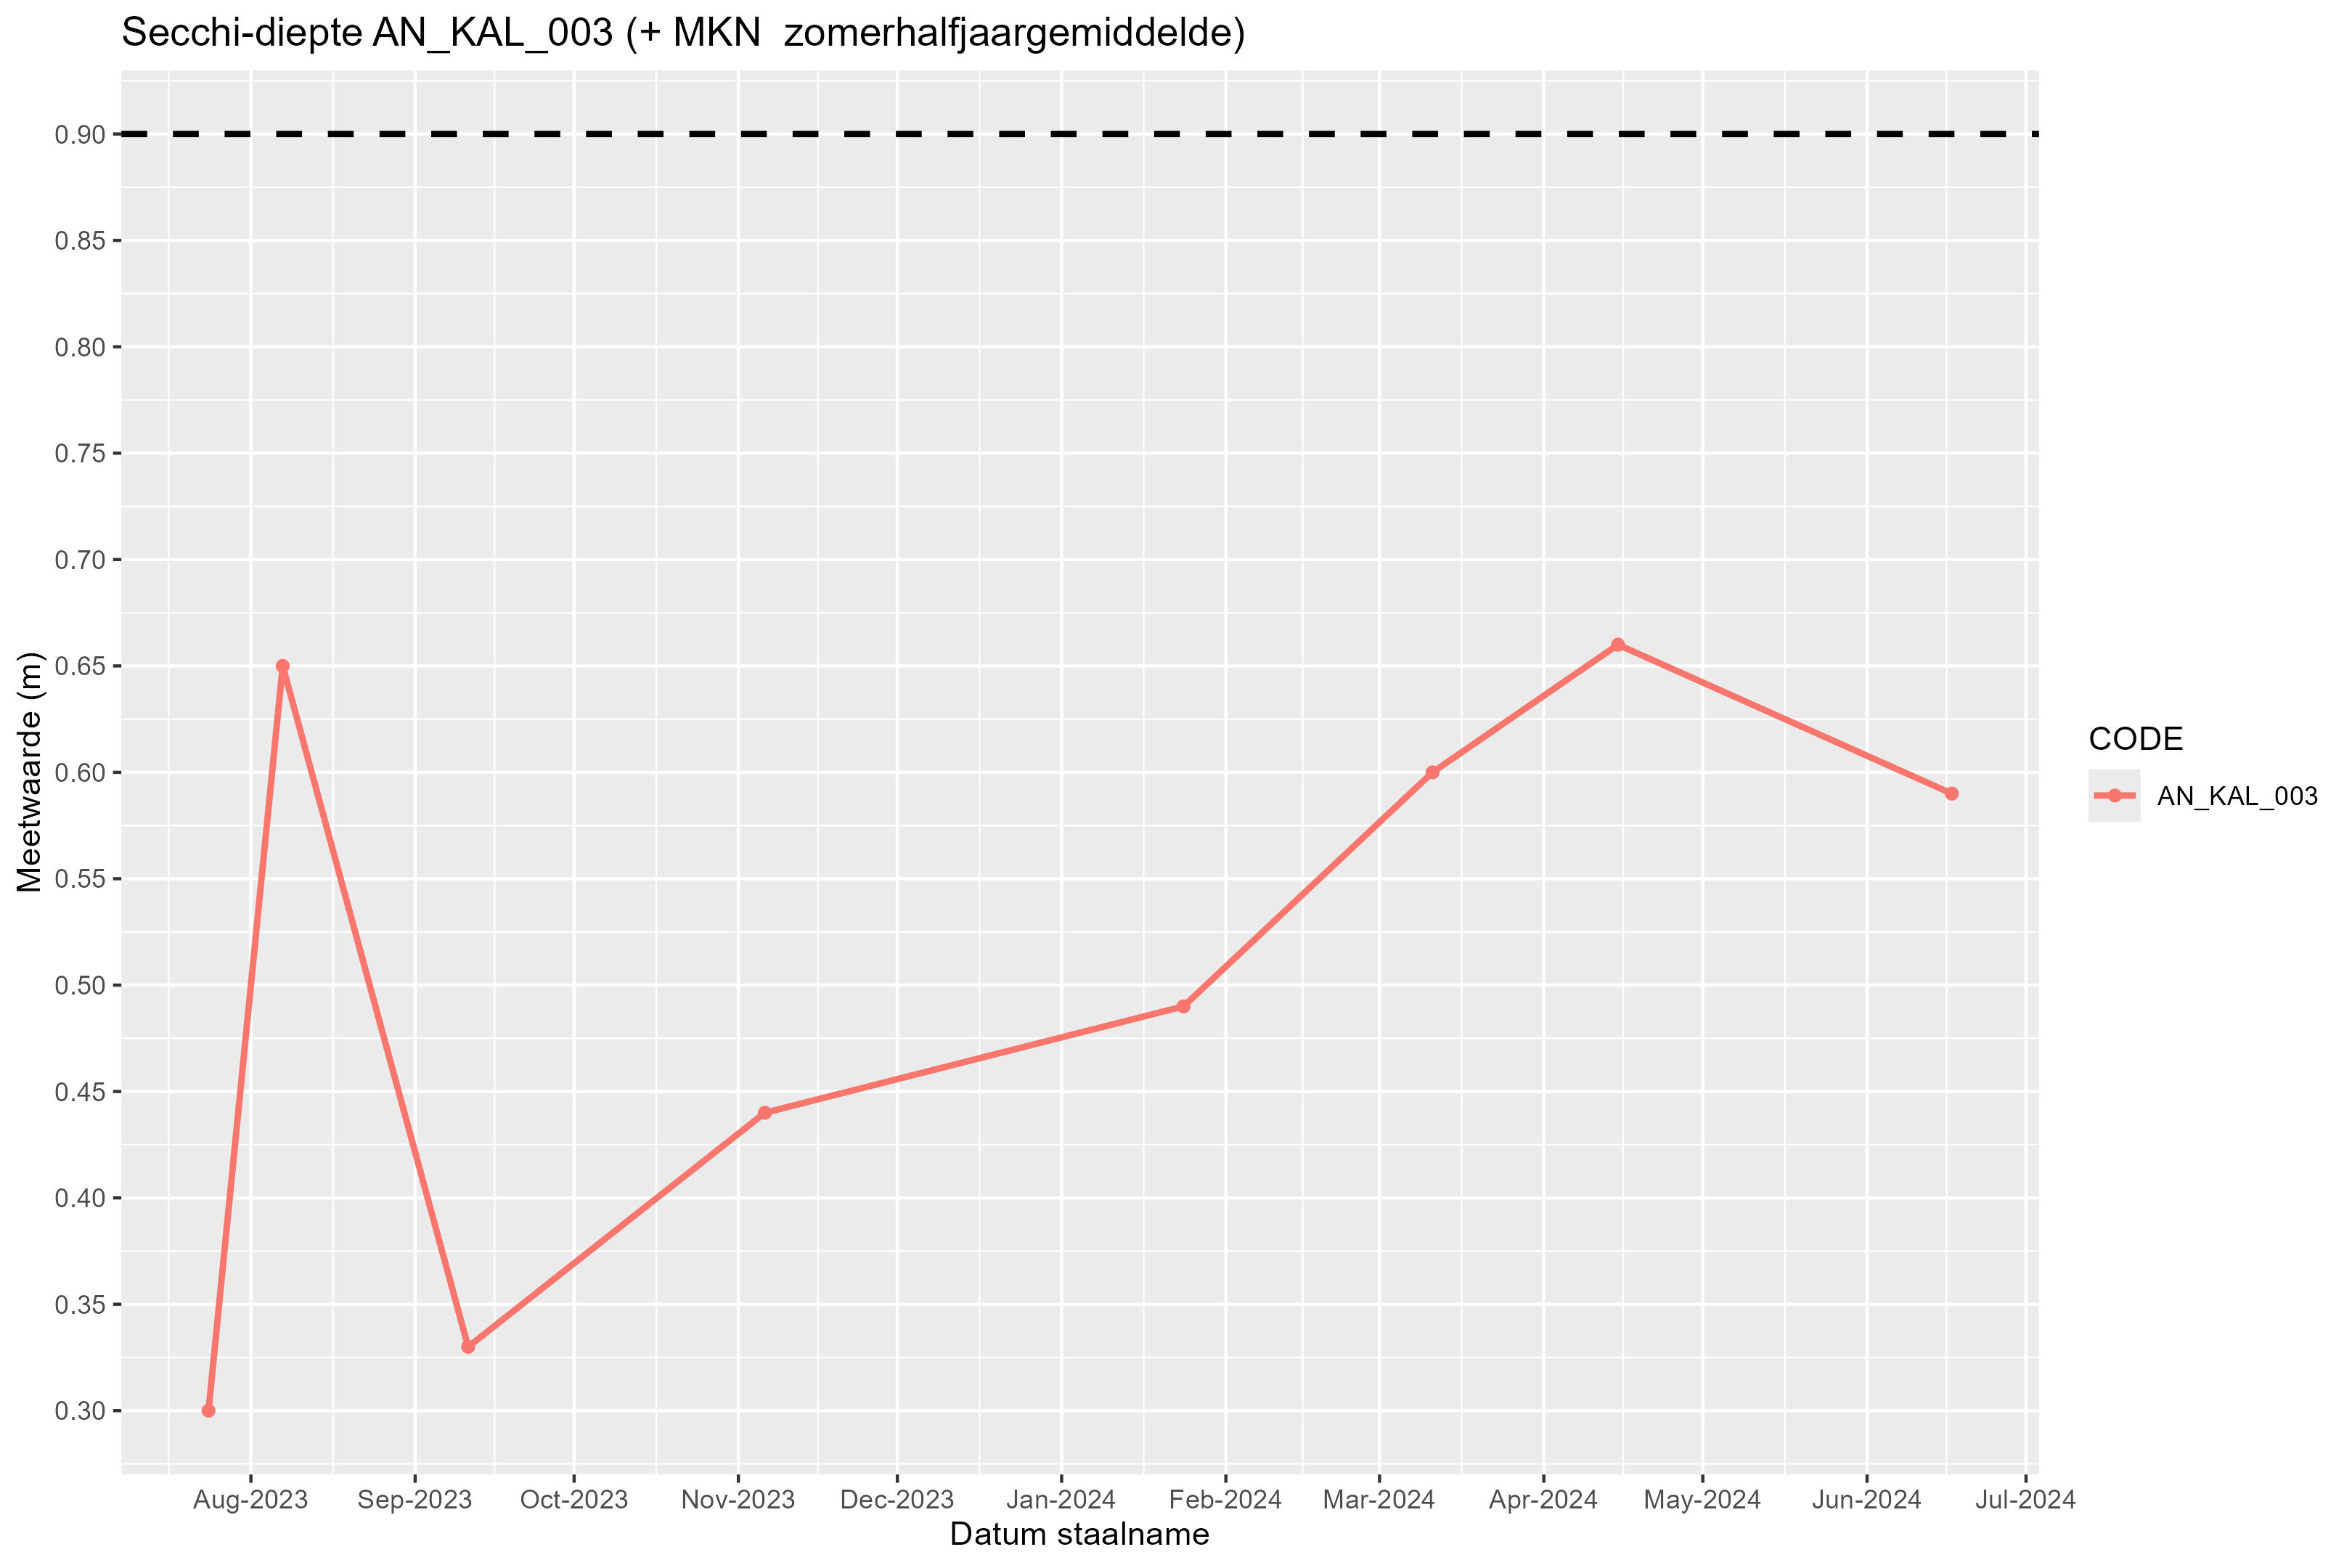 Secchi-diepte AN_KAL_003 (+ MKN  zomerhalfjaargemiddelde)
0.90
0.85
0.80
0.75
0.70
0.65
0.60
0.55
0.50
0.45
0.40
0.35
0.30
Meetwaarde (m)
Aug-2023 Sep-2023 Oct-2023 Nov-2023 Dec-2023 Jan-2024 Feb-2024 Mar-2024 Apr-2024 May-2024 Jun-2024 Jul-2024
Datum staalname
CODE
AN_KAL_003